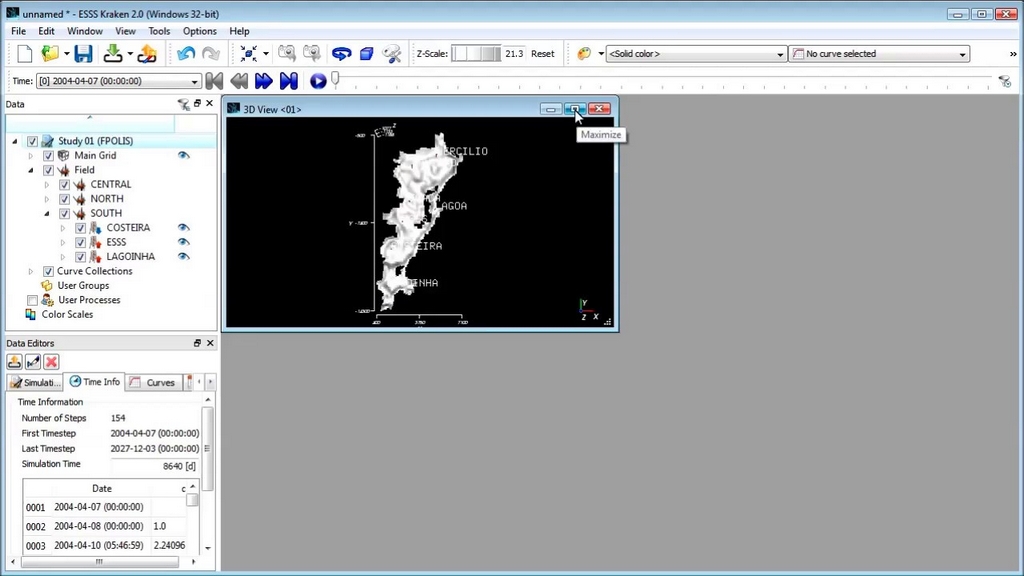 unnamed * - ESSS Kraken 2.0 (Windows 32-bit)
File Edit Window View Tools Options Help
Z-Scale: 21.3 Reset <Solid color> No curve selected »
Time: [0] 2004-04-07 (00:00:00)
Data
3D View <01>
Maximize
Study 01 (FPOLIS)
Main Grid
Field
CENTRAL
NORTH
SOUTH
COSTEIRA
ESSS
LAGOINHA
Curve Collections
User Groups
User Processes
Color Scales
ERCILIO
AGOA
EIRA
INHA
Y
Z X
Data Editors
Simulati... Time Info Curves
Time Information
Number of Steps 154
First Timestep 2004-04-07 (00:00:00)
Last Timestep 2027-12-03 (00:00:00)
Simulation Time 8640 [d]
Date c
0001 2004-04-07 (00:00:00)
0002 2004-04-08 (00:00:00) 1.0
0003 2004-04-10 (05:46:59) 2.24096